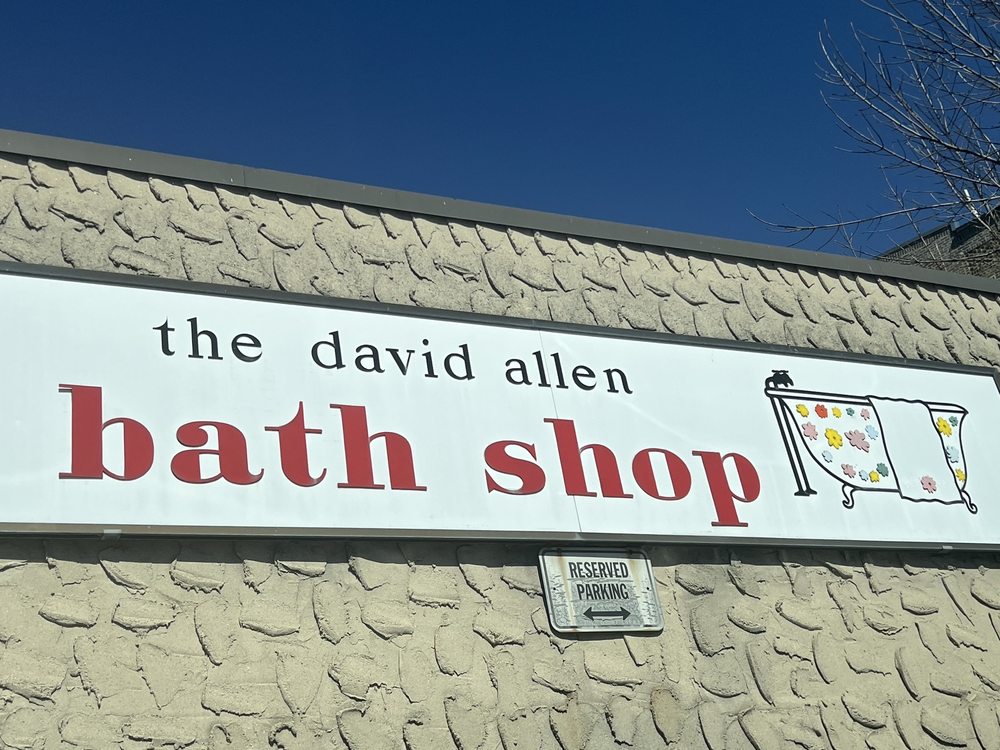 the david allen
bath shop
RESERVED
PARKING